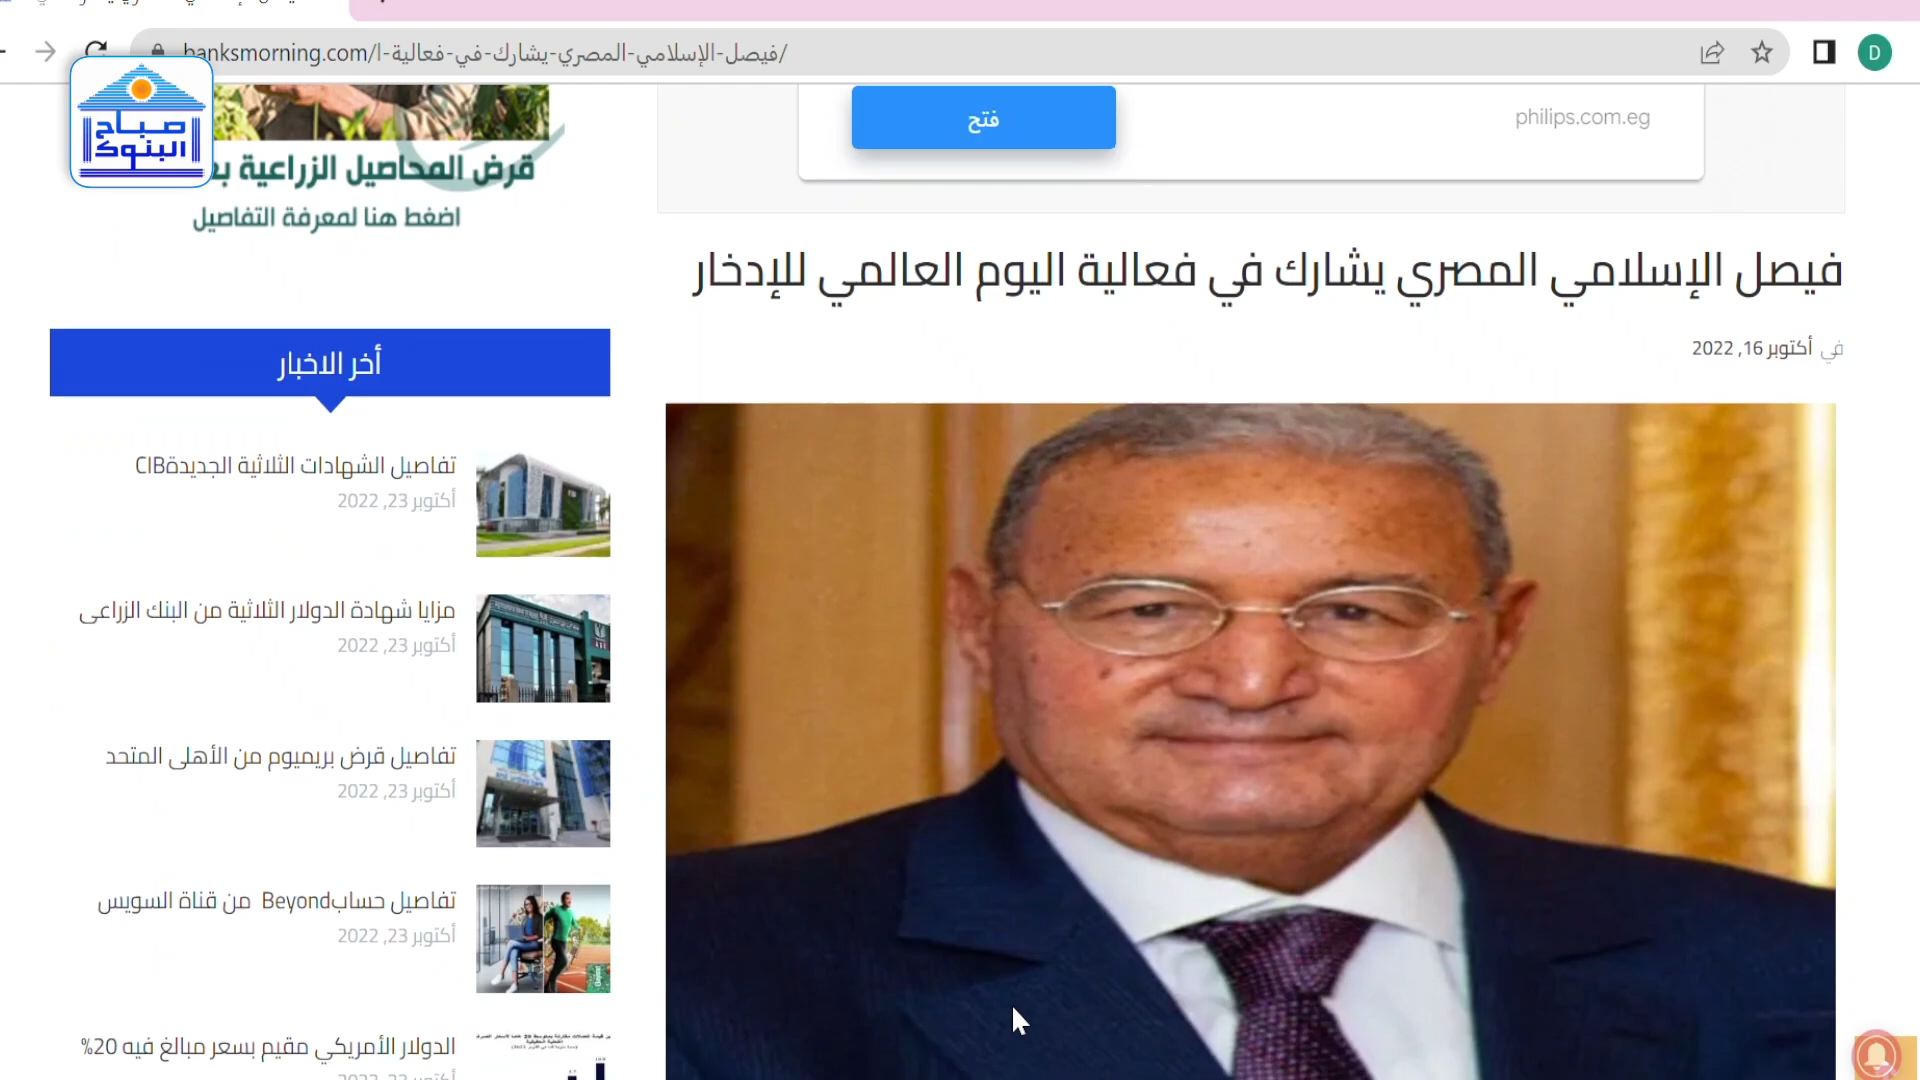 banksmorning.com/فيصل-الإسلامي-المصري-يشارك-في-فعالية-ا/
D
صباح
البنوك
قرض المحاصيل الزراعية
اضغط هنا لمعرفة التفاصيل
فتح
philips.com.eg
فيصل الإسلامي المصري يشارك في فعالية اليوم العالمي للإدخار
في أكتوبر 16, 2022
أخر الاخبار
تفاصيل الشهادات الثلاثية الجديدةCIB
أكتوبر 23, 2022
مزايا شهادة الدولار الثلاثية من البنك الزراعى
أكتوبر 23, 2022
تفاصيل قرض بريميوم من الأهلى المتحد
أكتوبر 23, 2022
تفاصيل حسابBeyond من قناة السويس
أكتوبر 23, 2022
الدولار الأمريكي مقيم بسعر مبالغ فيه 20%